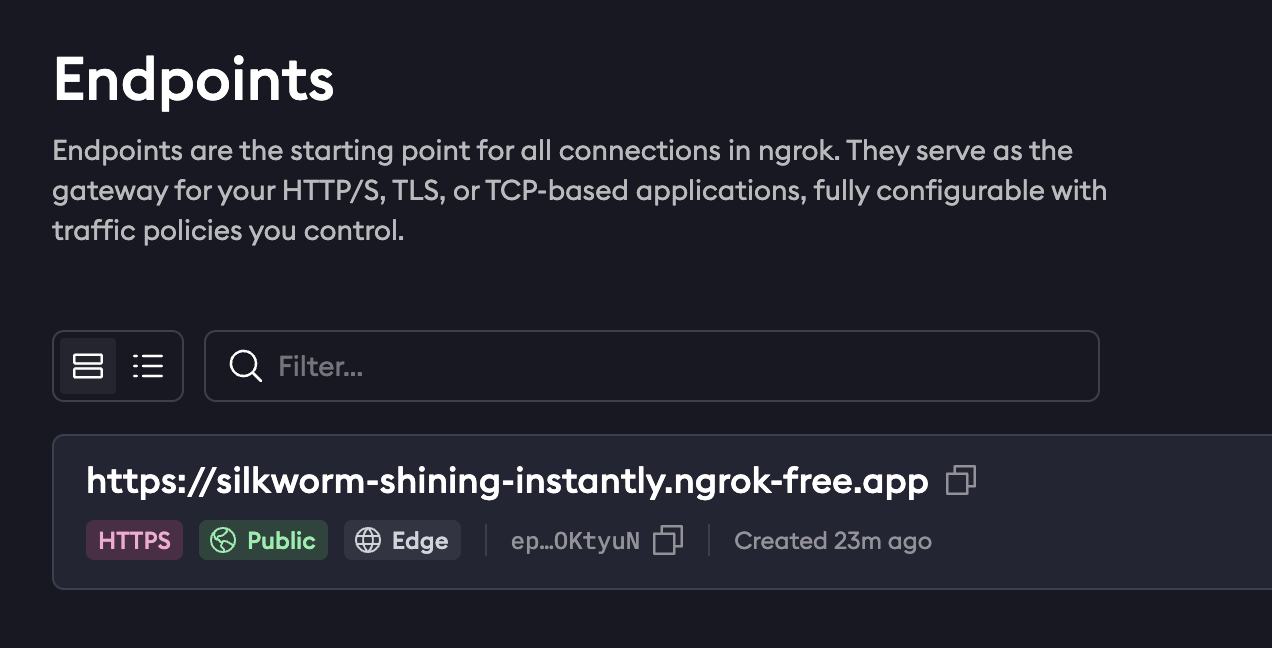 Endpoints
Endpoints are the starting point for all connections in ngrok. They serve as the
gateway for your HTTP/S, TLS, or TCP-based applications, fully configurable with
traffic policies you control.
Filter...
https://silkworm-shining-instantly.ngrok-free.app
HTTPS Public Edge ep…OKtyuN Created 23m ago